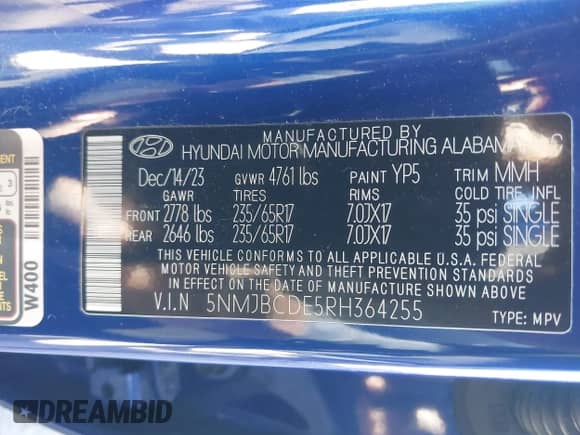 MANUFACTURED BY
HYUNDAI MOTOR MANUFACTURING ALABAMA
Dec/14/23 GVWR 4761 lbs PAINT YP5 TRIM MMH
GAWR TIRES RIMS COLD TIRE INFL
FRONT 2778 lbs 235/65R17 7.0JX17 35 psi SINGLE
REAR 2646 lbs 235/65R17 7.0JX17 35 psi SINGLE
THIS VEHICLE CONFORMS TO ALL APPLICABLE U.S.A. FEDERAL
MOTOR VEHICLE SAFETY AND THEFT PREVENTION STANDARDS
IN EFFECT ON THE DATE OF MANUFACTURE SHOWN ABOVE.
V.I.N 5NMJBCDE5RH364255
TYPE: MPV
W400
DREAMBID